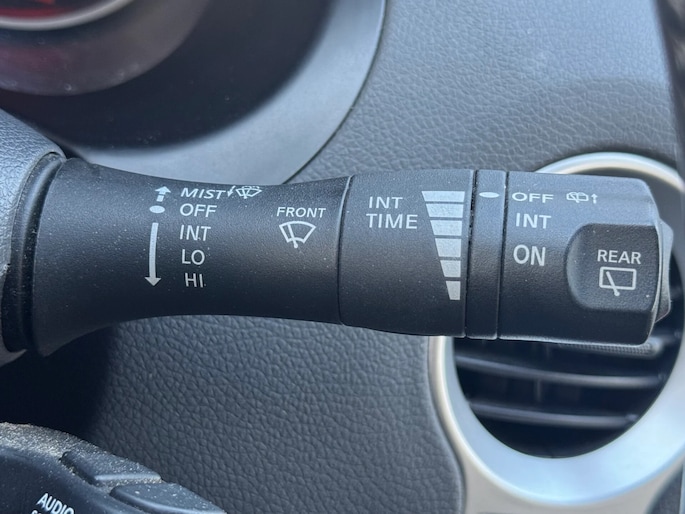 MIST
OFF
INT
LO
HI
FRONT
INT
TIME
OFF
INT
ON
REAR
AUDIO